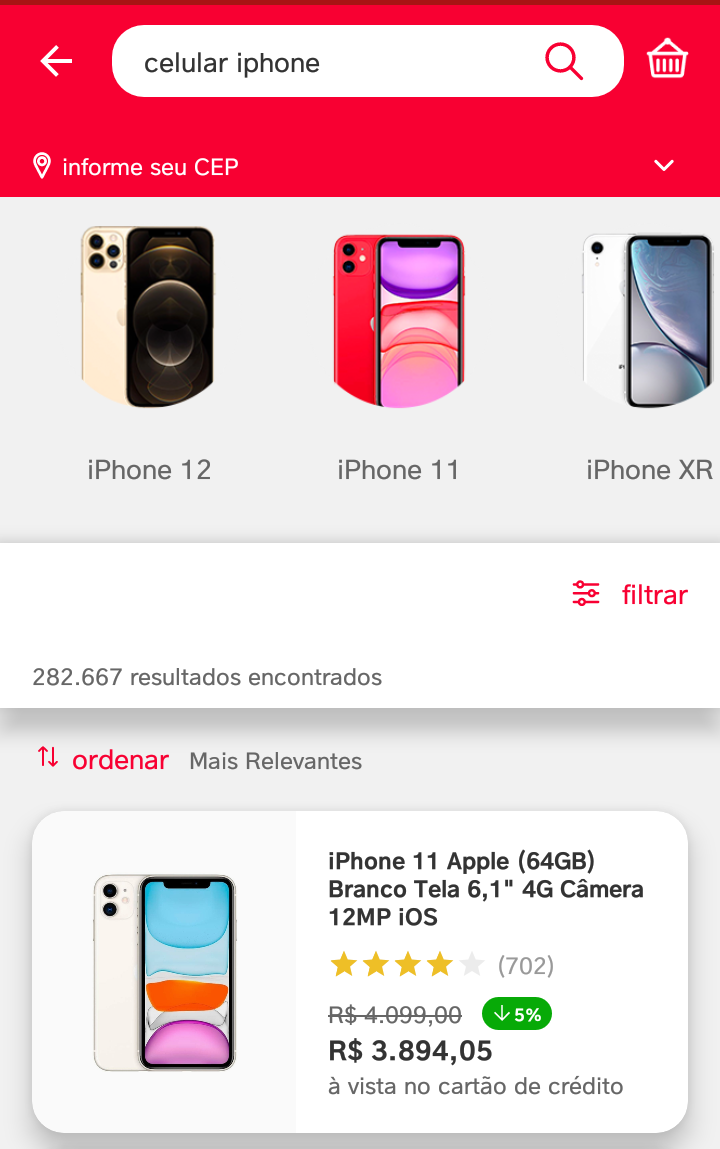 celular iphone
informe seu CEP
iPhone 12
iPhone 11
iPhone XR
filtrar
282.667 resultados encontrados
ordenar Mais Relevantes
iPhone 11 Apple (64GB)
Branco Tela 6,1" 4G Câmera
12MP iOS
(702)
R$ 4.099,00 5%
R$ 3.894,05
à vista no cartão de crédito